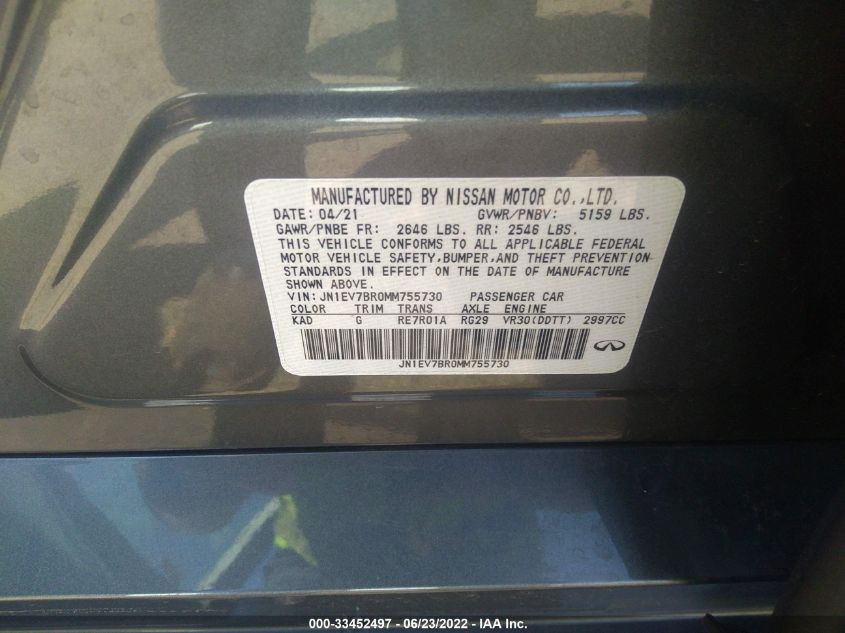 MANUFACTURED BY NISSAN MOTOR CO.,LTD.
DATE: 04/21 GVWR/PNBV: 5159 LBS.
GAWR/PNBE FR: 2646 LBS. RR: 2546 LBS.
THIS VEHICLE CONFORMS TO ALL APPLICABLE FEDERAL
MOTOR VEHICLE SAFETY,BUMPER,AND THEFT PREVENTION
STANDARDS IN EFFECT ON THE DATE OF MANUFACTURE
SHOWN ABOVE.
VIN: JN1EV7BR0MM755730 PASSENGER CAR
COLOR TRIM TRANS AXLE ENGINE
KAD G RE7R01A RG29 VR30(DDTT) 2997CC
JN1EV7BR0MM755730
000-33452497 - 06/23/2022 - IAA Inc.